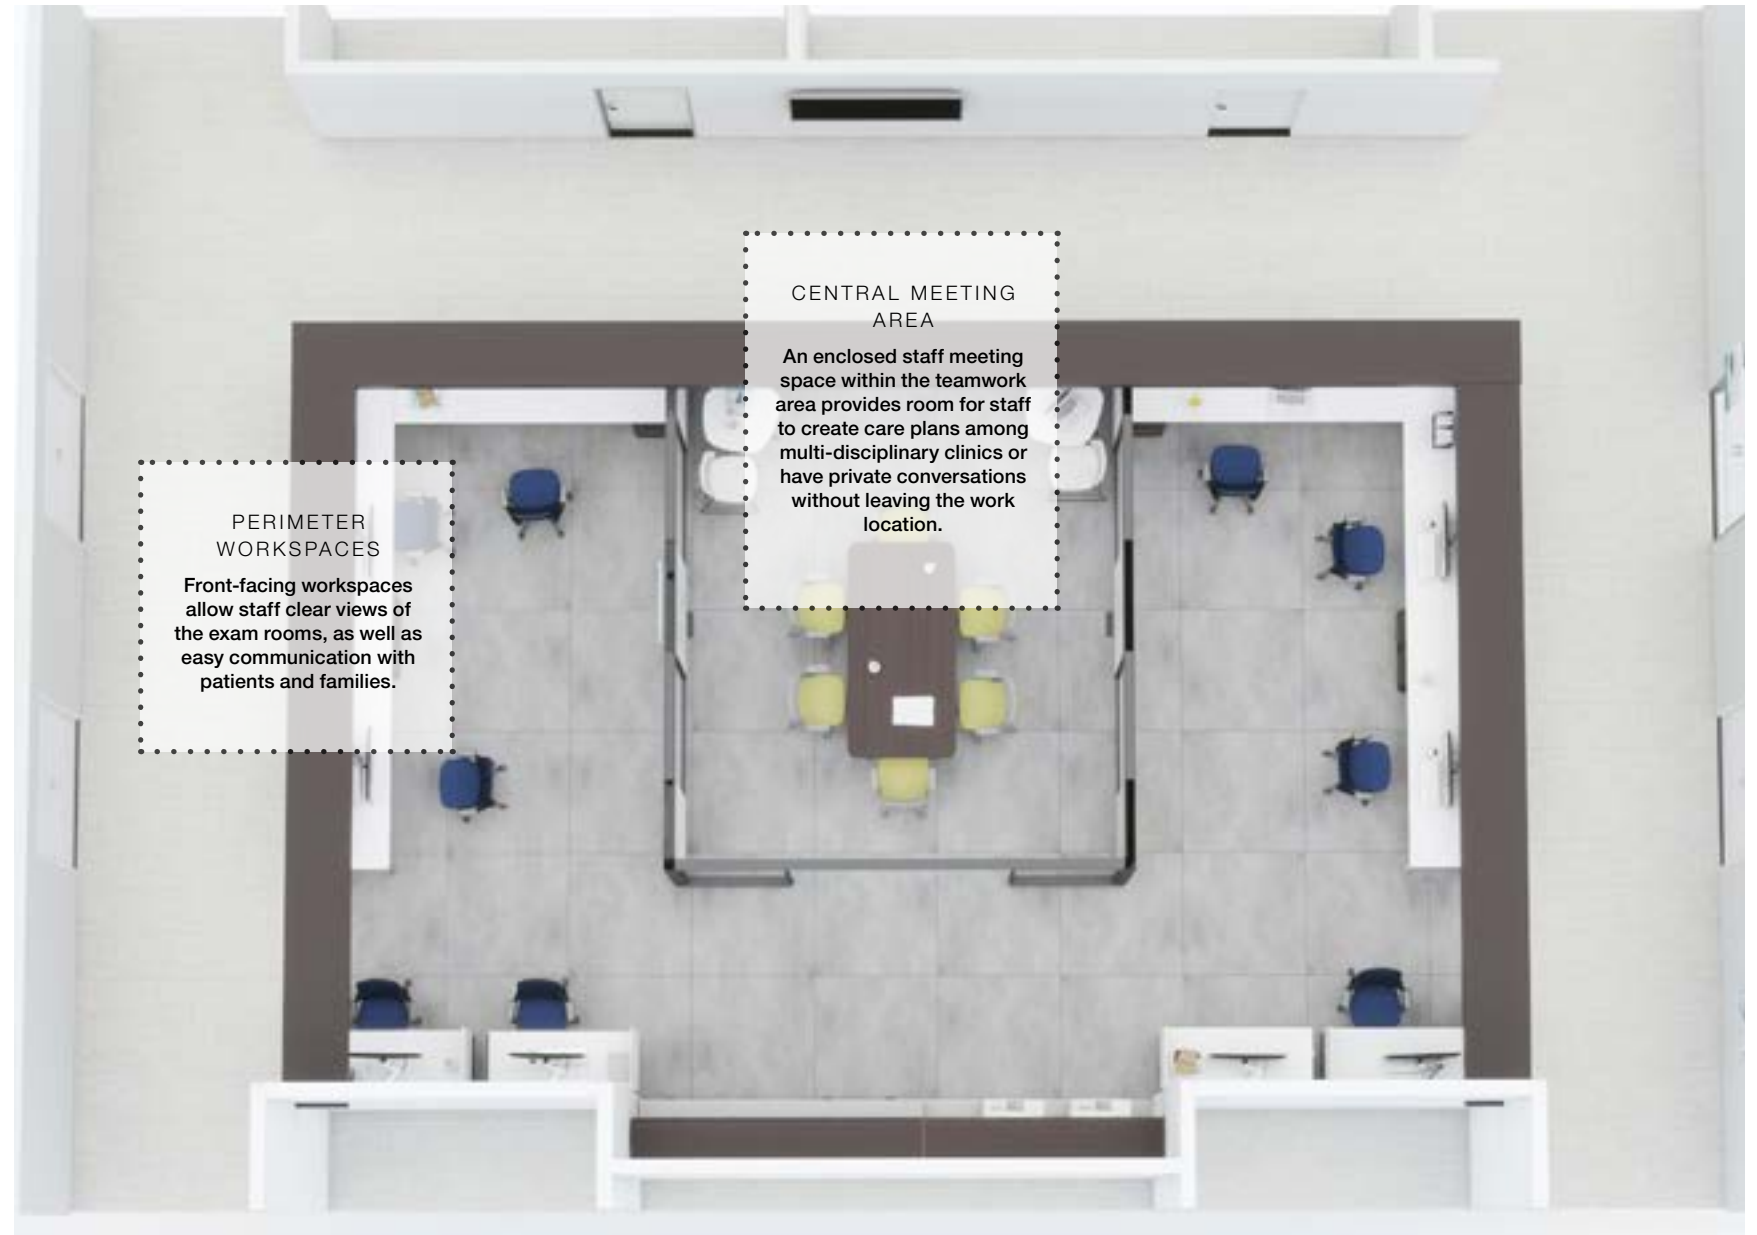 CENTRAL MEETING
AREA
An enclosed staff meeting
space within the teamwork
area provides room for staff
to create care plans among
multi-disciplinary clinics or
have private conversations
without leaving the work
location.
PERIMETER
WORKSPACES
Front-facing workspaces
allow staff clear views of
the exam rooms, as well as
easy communication with
patients and families.